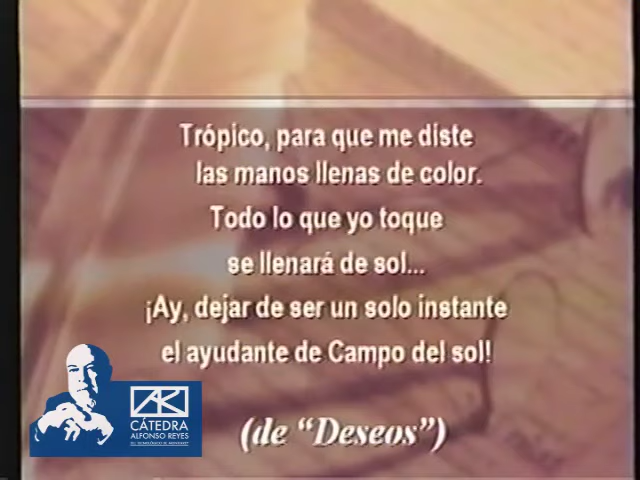 Trópico, para que me diste
las manos llenas de color.
Todo lo que yo toque
se llenará de sol...
¡Ay, dejar de ser un solo instante
el ayudante de Campo del sol!
(de “Deseos”)
CÁTEDRA
ALFONSO REYES